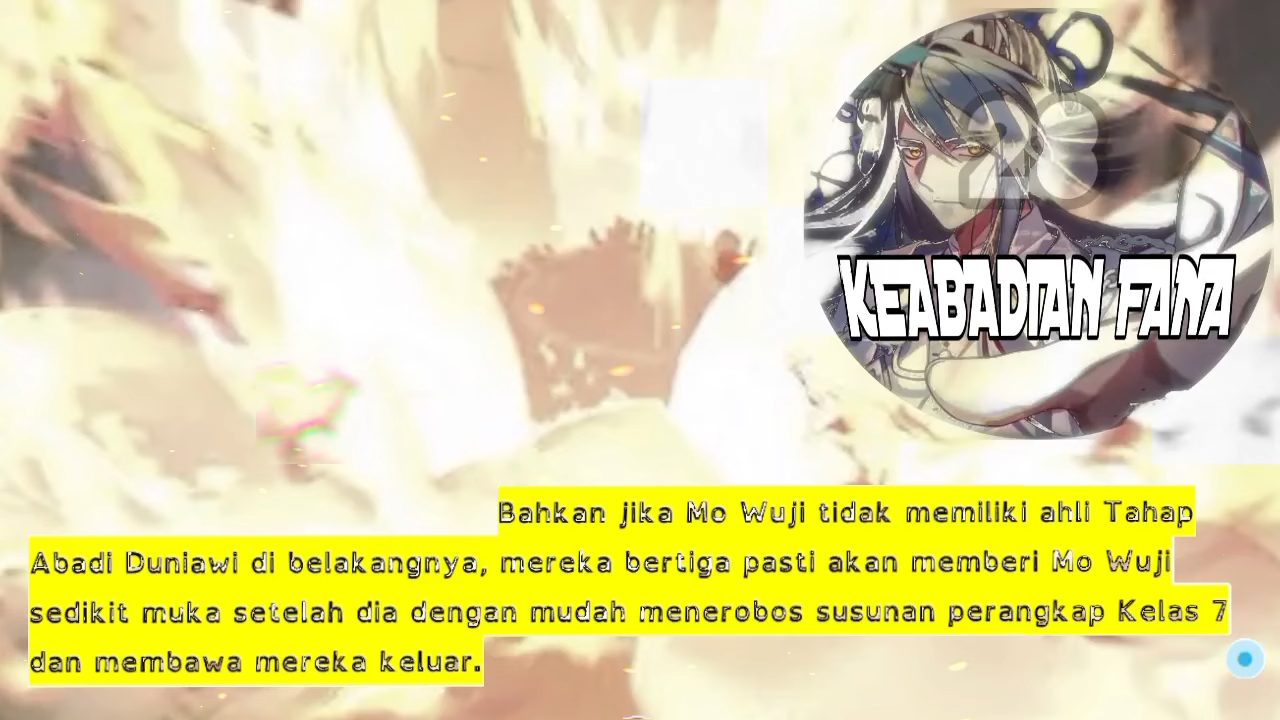 28
KEABADIAN FANA
Bahkan jika Mo Wuji tidak memiliki ahli Tahap
Abadi Duniawi di belakangnya, mereka bertiga pasti akan memberi Mo Wuji
sedikit muka setelah dia dengan mudah menerobos susunan perangkap Kelas 7
dan membawa mereka keluar.